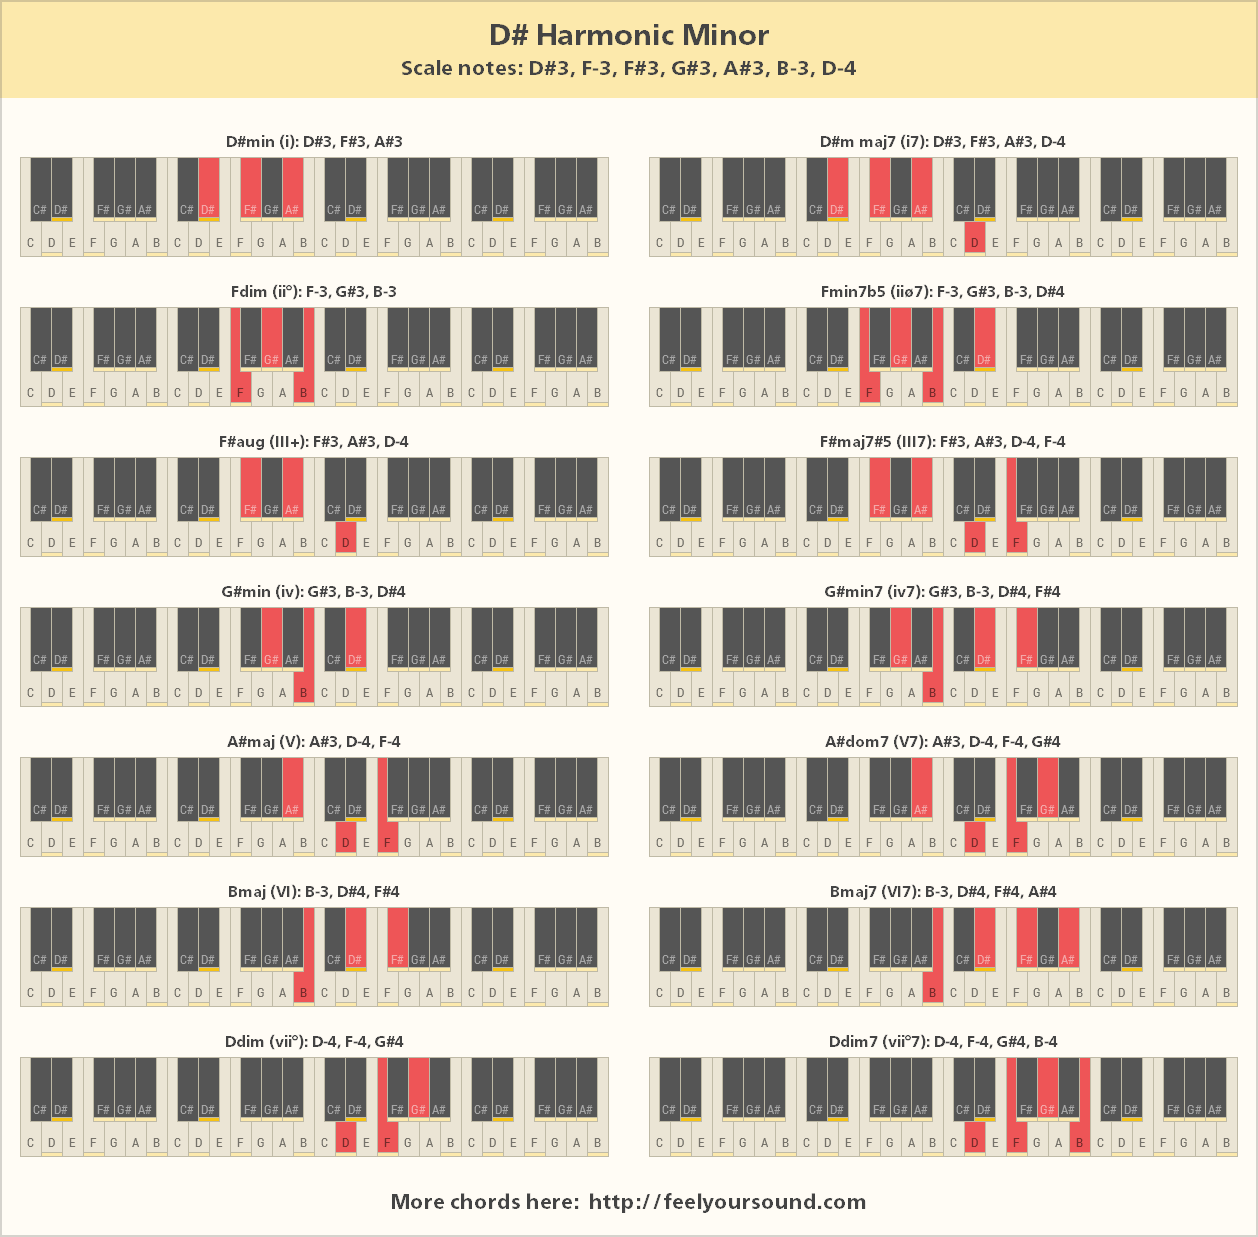 D# Harmonic Minor
Scale notes: D#3, F-3, F#3, G#3, A#3, B-3, D-4
D#min (i): D#3, F#3, A#3
C# D# F# G# A# C# D# F# G# A# C# D# F# G# A# C# D# F# G# A#
C D E F G A B C D E F G A B C D E F G A B C D E F G A B
D#m maj7 (i7): D#3, F#3, A#3, D-4
C# D# F# G# A# C# D# F# G# A# C# D# F# G# A# C# D# F# G# A#
C D E F G A B C D E F G A B C D E F G A B C D E F G A B
Fdim (ii°): F-3, G#3, B-3
C# D# F# G# A# C# D# F# G# A# C# D# F# G# A# C# D# F# G# A#
C D E F G A B C D E F G A B C D E F G A B C D E F G A B
Fmin7b5 (iiø7): F-3, G#3, B-3, D#4
C# D# F# G# A# C# D# F# G# A# C# D# F# G# A# C# D# F# G# A#
C D E F G A B C D E F G A B C D E F G A B C D E F G A B
F#aug (III+): F#3, A#3, D-4
C# D# F# G# A# C# D# F# G# A# C# D# F# G# A# C# D# F# G# A#
C D E F G A B C D E F G A B C D E F G A B C D E F G A B
F#maj7#5 (III7): F#3, A#3, D-4, F-4
C# D# F# G# A# C# D# F# G# A# C# D# F# G# A# C# D# F# G# A#
C D E F G A B C D E F G A B C D E F G A B C D E F G A B
G#min (iv): G#3, B-3, D#4
C# D# F# G# A# C# D# F# G# A# C# D# F# G# A# C# D# F# G# A#
C D E F G A B C D E F G A B C D E F G A B C D E F G A B
G#min7 (iv7): G#3, B-3, D#4, F#4
C# D# F# G# A# C# D# F# G# A# C# D# F# G# A# C# D# F# G# A#
C D E F G A B C D E F G A B C D E F G A B C D E F G A B
A#maj (V): A#3, D-4, F-4
C# D# F# G# A# C# D# F# G# A# C# D# F# G# A# C# D# F# G# A#
C D E F G A B C D E F G A B C D E F G A B C D E F G A B
A#dom7 (V7): A#3, D-4, F-4, G#4
C# D# F# G# A# C# D# F# G# A# C# D# F# G# A# C# D# F# G# A#
C D E F G A B C D E F G A B C D E F G A B C D E F G A B
Bmaj (VI): B-3, D#4, F#4
C# D# F# G# A# C# D# F# G# A# C# D# F# G# A# C# D# F# G# A#
C D E F G A B C D E F G A B C D E F G A B C D E F G A B
Bmaj7 (VI7): B-3, D#4, F#4, A#4
C# D# F# G# A# C# D# F# G# A# C# D# F# G# A# C# D# F# G# A#
C D E F G A B C D E F G A B C D E F G A B C D E F G A B
Ddim (vii°): D-4, F-4, G#4
C# D# F# G# A# C# D# F# G# A# C# D# F# G# A# C# D# F# G# A#
C D E F G A B C D E F G A B C D E F G A B C D E F G A B
Ddim7 (vii°7): D-4, F-4, G#4, B-4
C# D# F# G# A# C# D# F# G# A# C# D# F# G# A# C# D# F# G# A#
C D E F G A B C D E F G A B C D E F G A B C D E F G A B
More chords here: http://feelyoursound.com